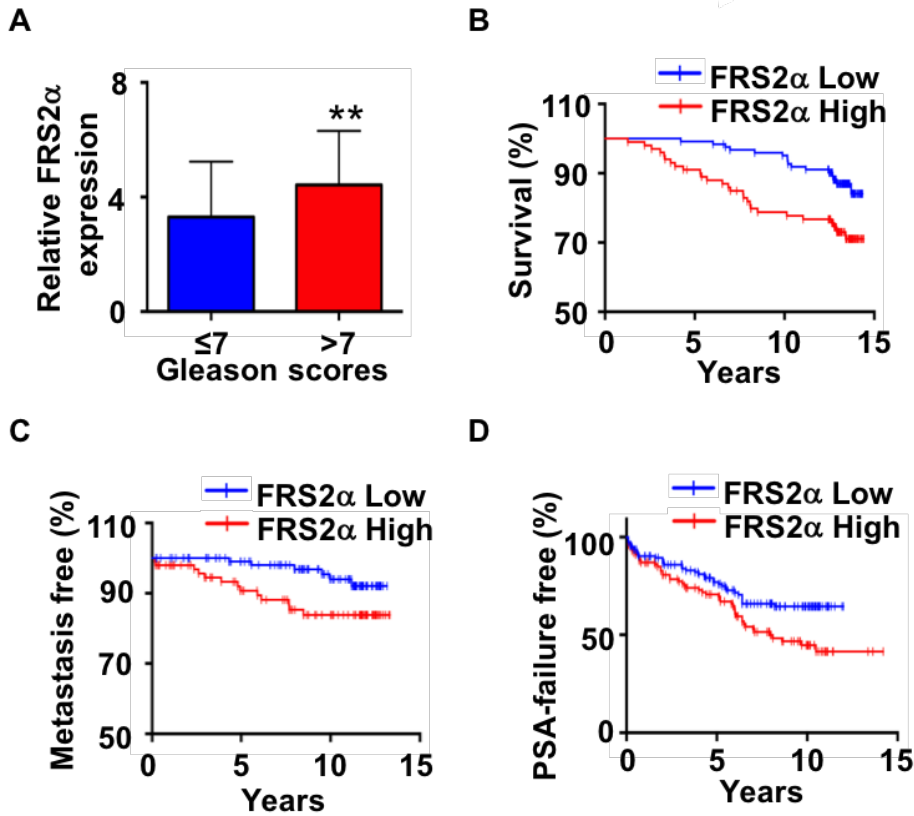 A
Relative FRS2α
expression
8
4
0
**
≤7
>7
Gleason scores
B
FRS2α Low
FRS2α High
Survival (%)
110
90
70
50
0
5
10
15
Years
C
FRS2α Low
FRS2α High
Metastasis free (%)
110
90
70
50
0
5
10
15
Years
D
FRS2α Low
FRS2α High
PSA-failure free (%)
100
50
0
0
5
10
15
Years